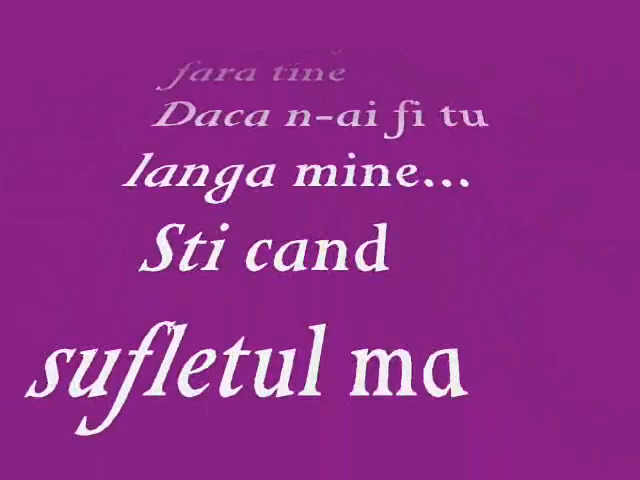 fara tine
Daca n-ai fi tu
langa mine...
Sti cand
sufletul ma